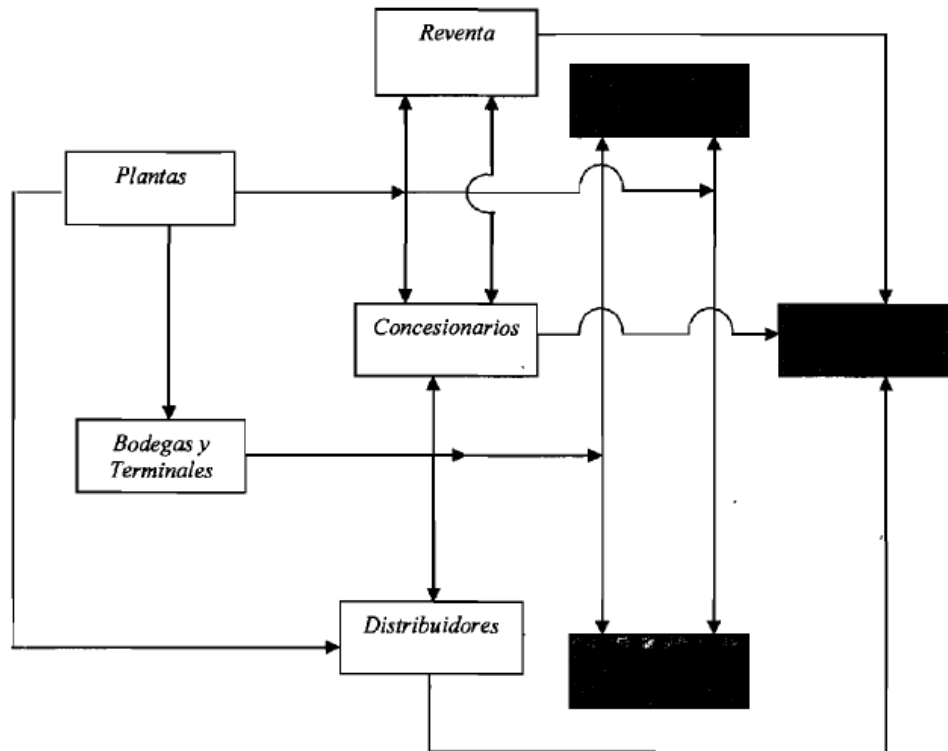 Reventa
Plantas
Concesionarios
Bodegas y
Terminales
Distribuidores